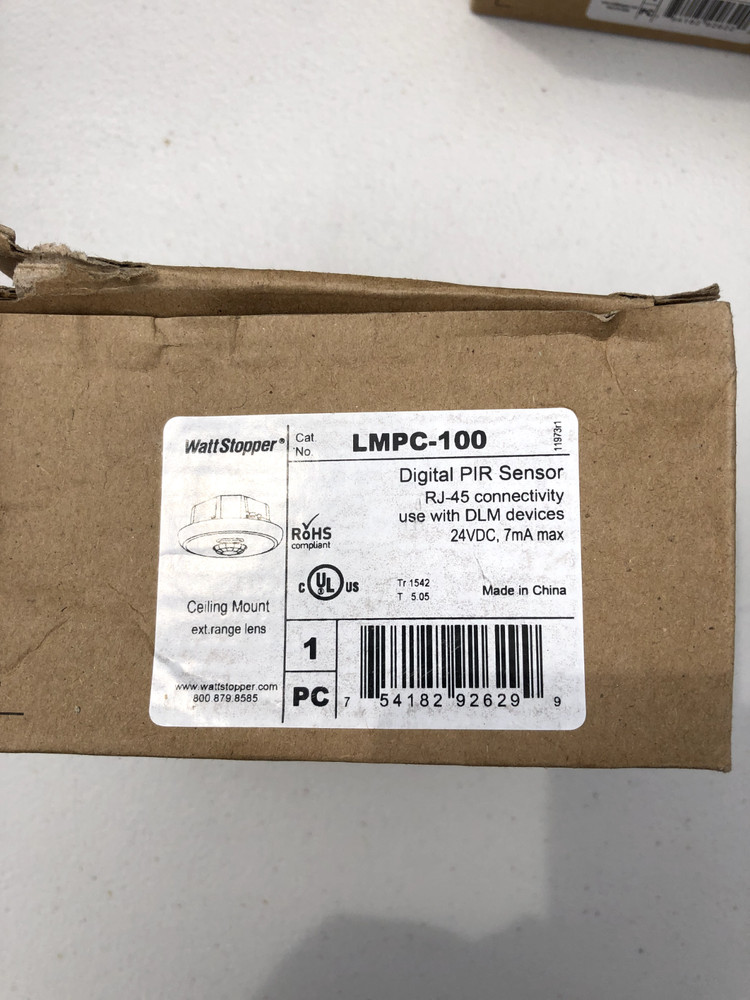 WattStopper®
Cat
No.
LMPC-100
11973r1
Digital PIR Sensor
RJ-45 connectivity
use with DLM devices
24VDC, 7mA max
RoHS
compliant
c UL US
Tr 1542
T 5.05
Made in China
Ceiling Mount
ext.range lens
www.wattstopper.com
800.879.8585
1
PC
7 54182 92629 9